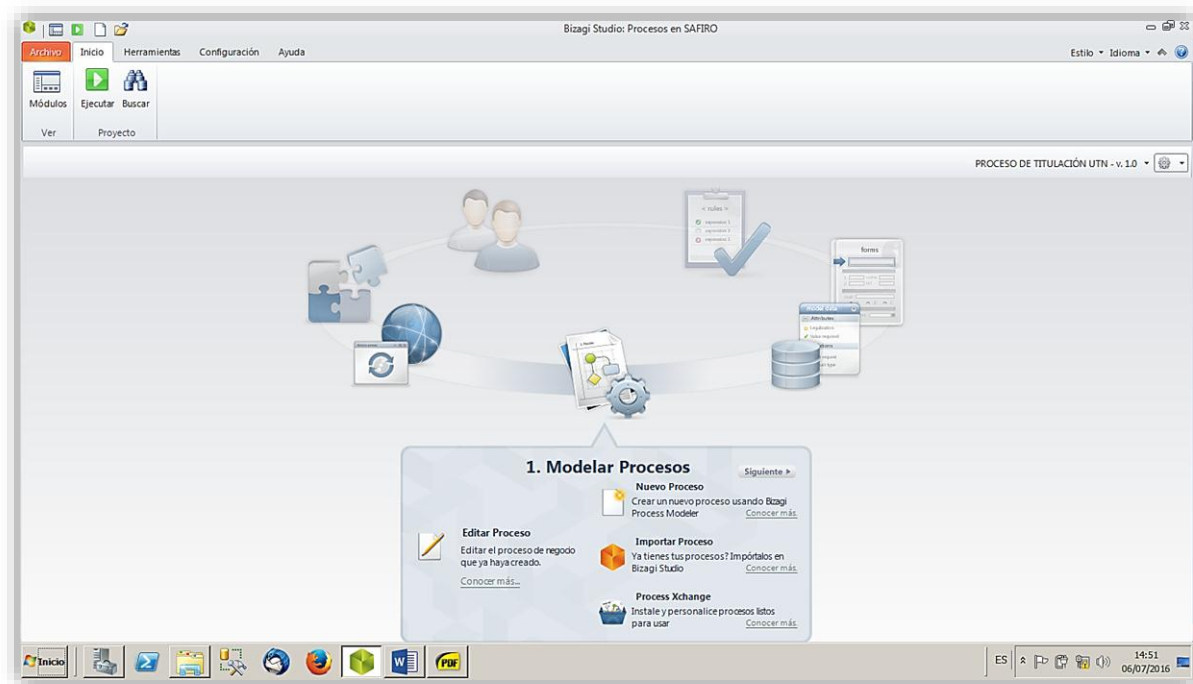 Bizagi Studio: Procesos en SAFIRO
Archivo Inicio Herramientas Configuración Ayuda
Estilo Idioma
Módulos Ejecutar Buscar
Ver Proyecto
PROCESO DE TITULACIÓN UTN - v. 1.0
rules
forms
Attributes
1. Modelar Procesos
Siguiente
Nuevo Proceso
Crear un nuevo proceso usando Bizagi
Process Modeler
Conocer más.
Editar Proceso
Editar el proceso de negocio
que ya haya creado.
Conocer más...
Importar Proceso
Ya tienes tus procesos? Impórtalos en
Bizagi Studio
Conocer más.
Process Xchange
Instale y personalice procesos listos
para usar
Conocer más.
Inicio
W
PDF
ES
14:51
06/07/2016